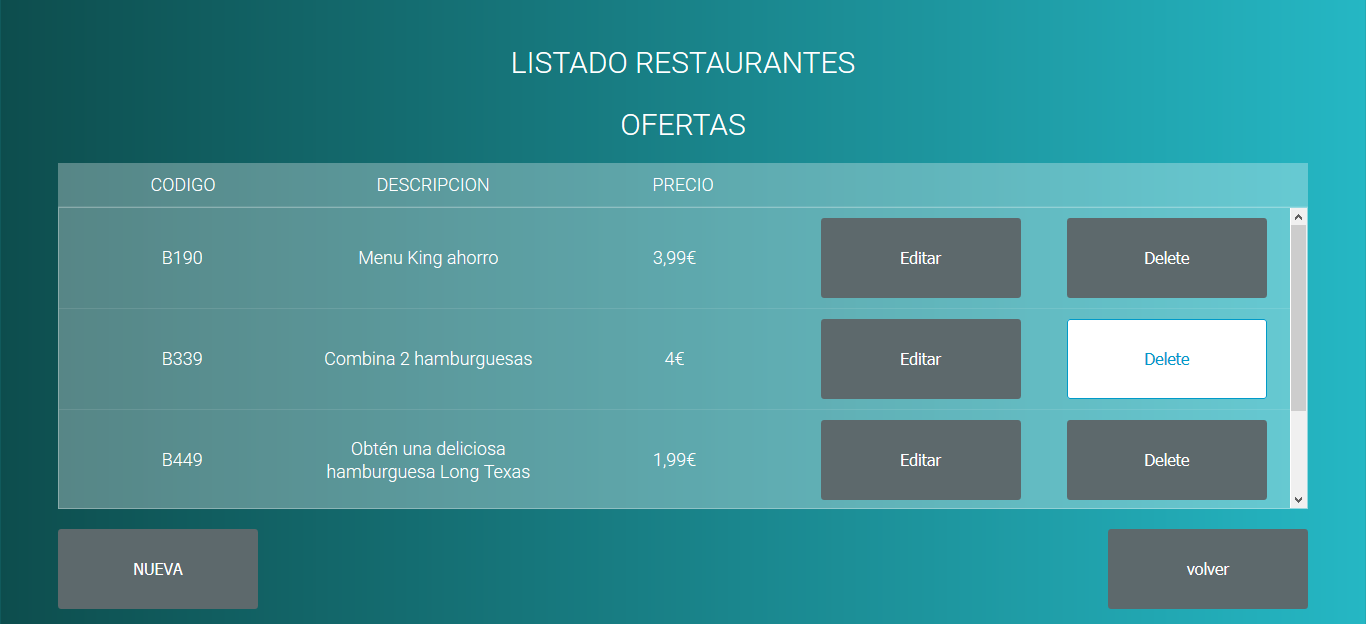 LISTADO RESTAURANTES
OFERTAS
CODIGO DESCRIPCION PRECIO
B190 Menu King ahorro 3,99€ Editar Delete
B339 Combina 2 hamburguesas 4€ Editar Delete
B449 Obtén una deliciosa
hamburguesa Long Texas 1,99€ Editar Delete
NUEVA volver